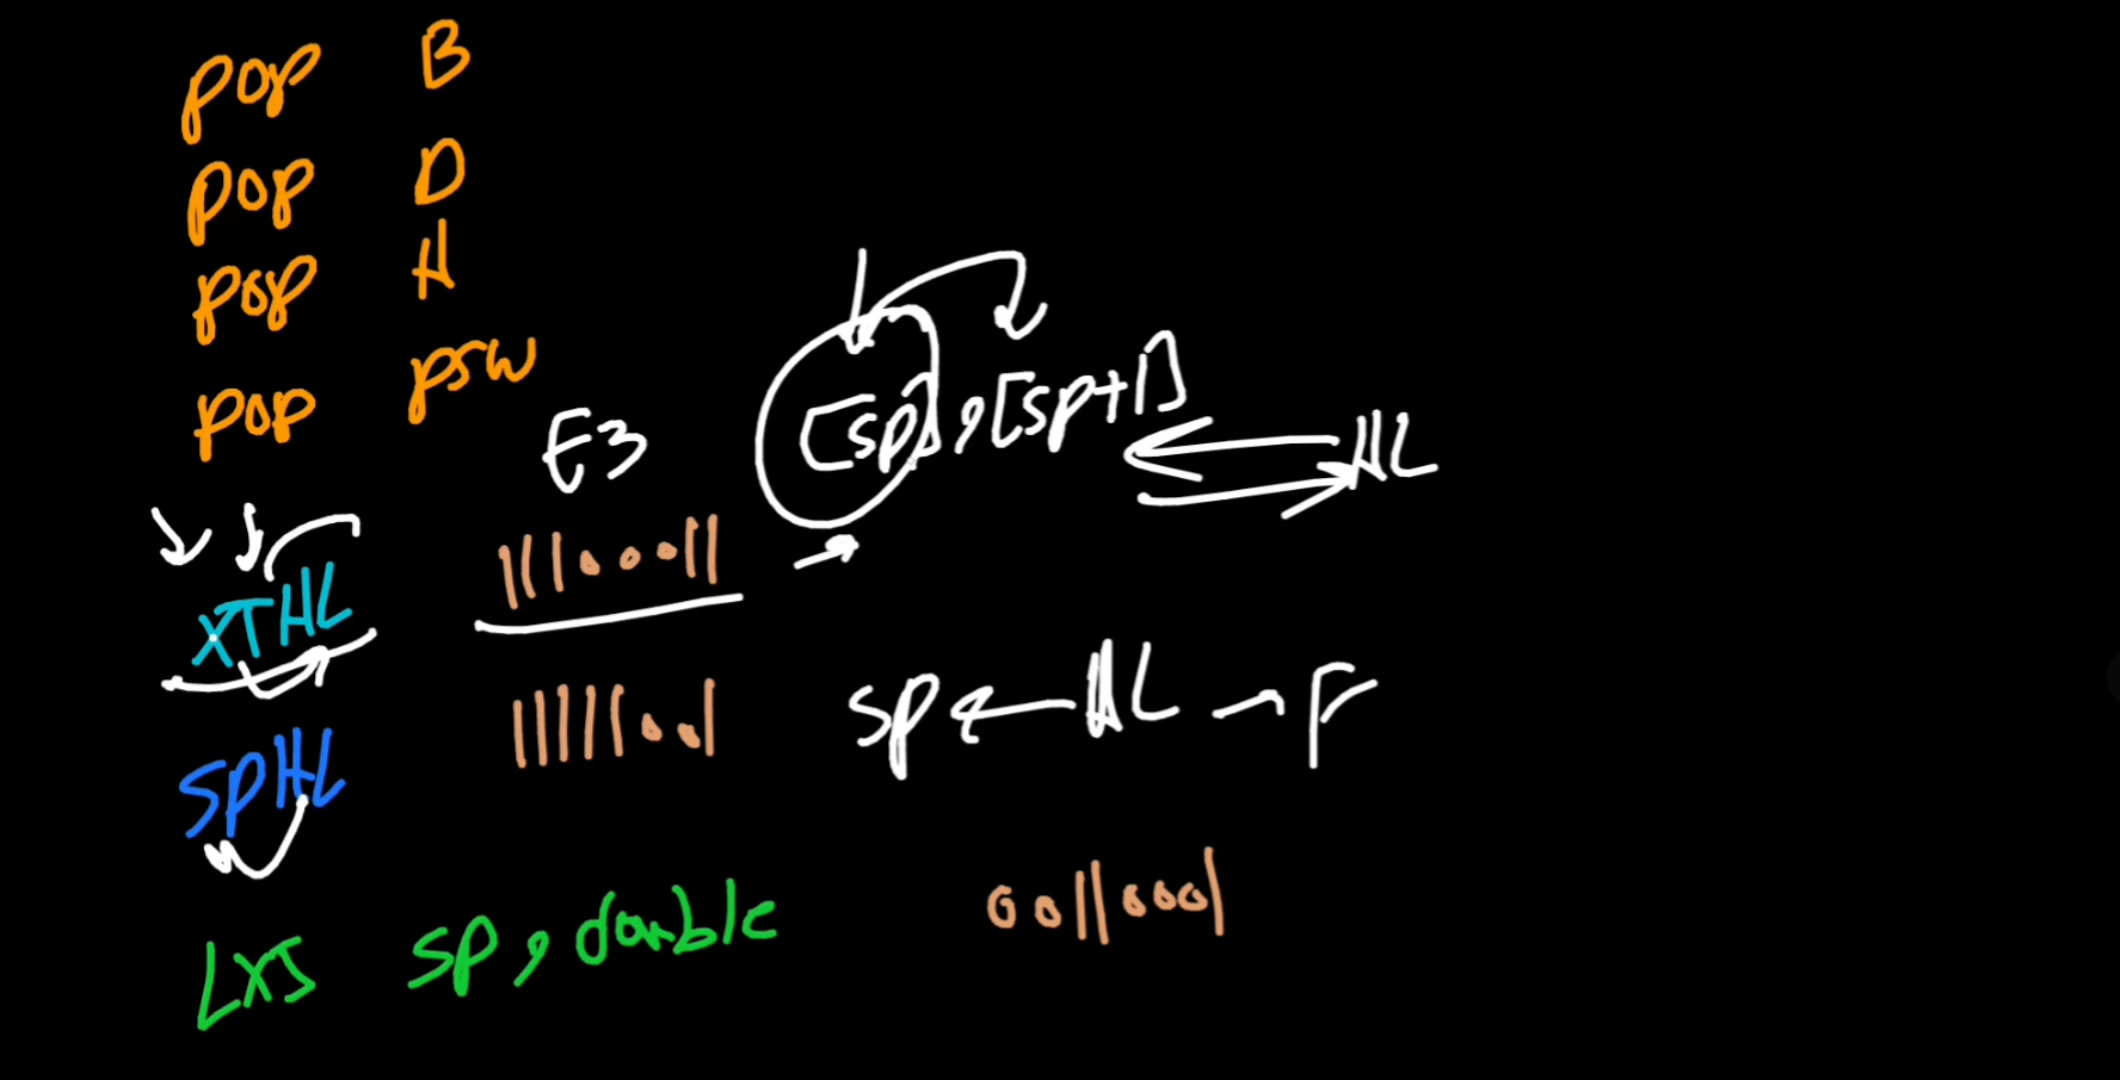 pop B
pop D
pop H
pop psw
E3 [SP], [SP+1] HL
XTHL 11100011
SPHL 11111001 SP ← HL
LXI SP, double 00110001